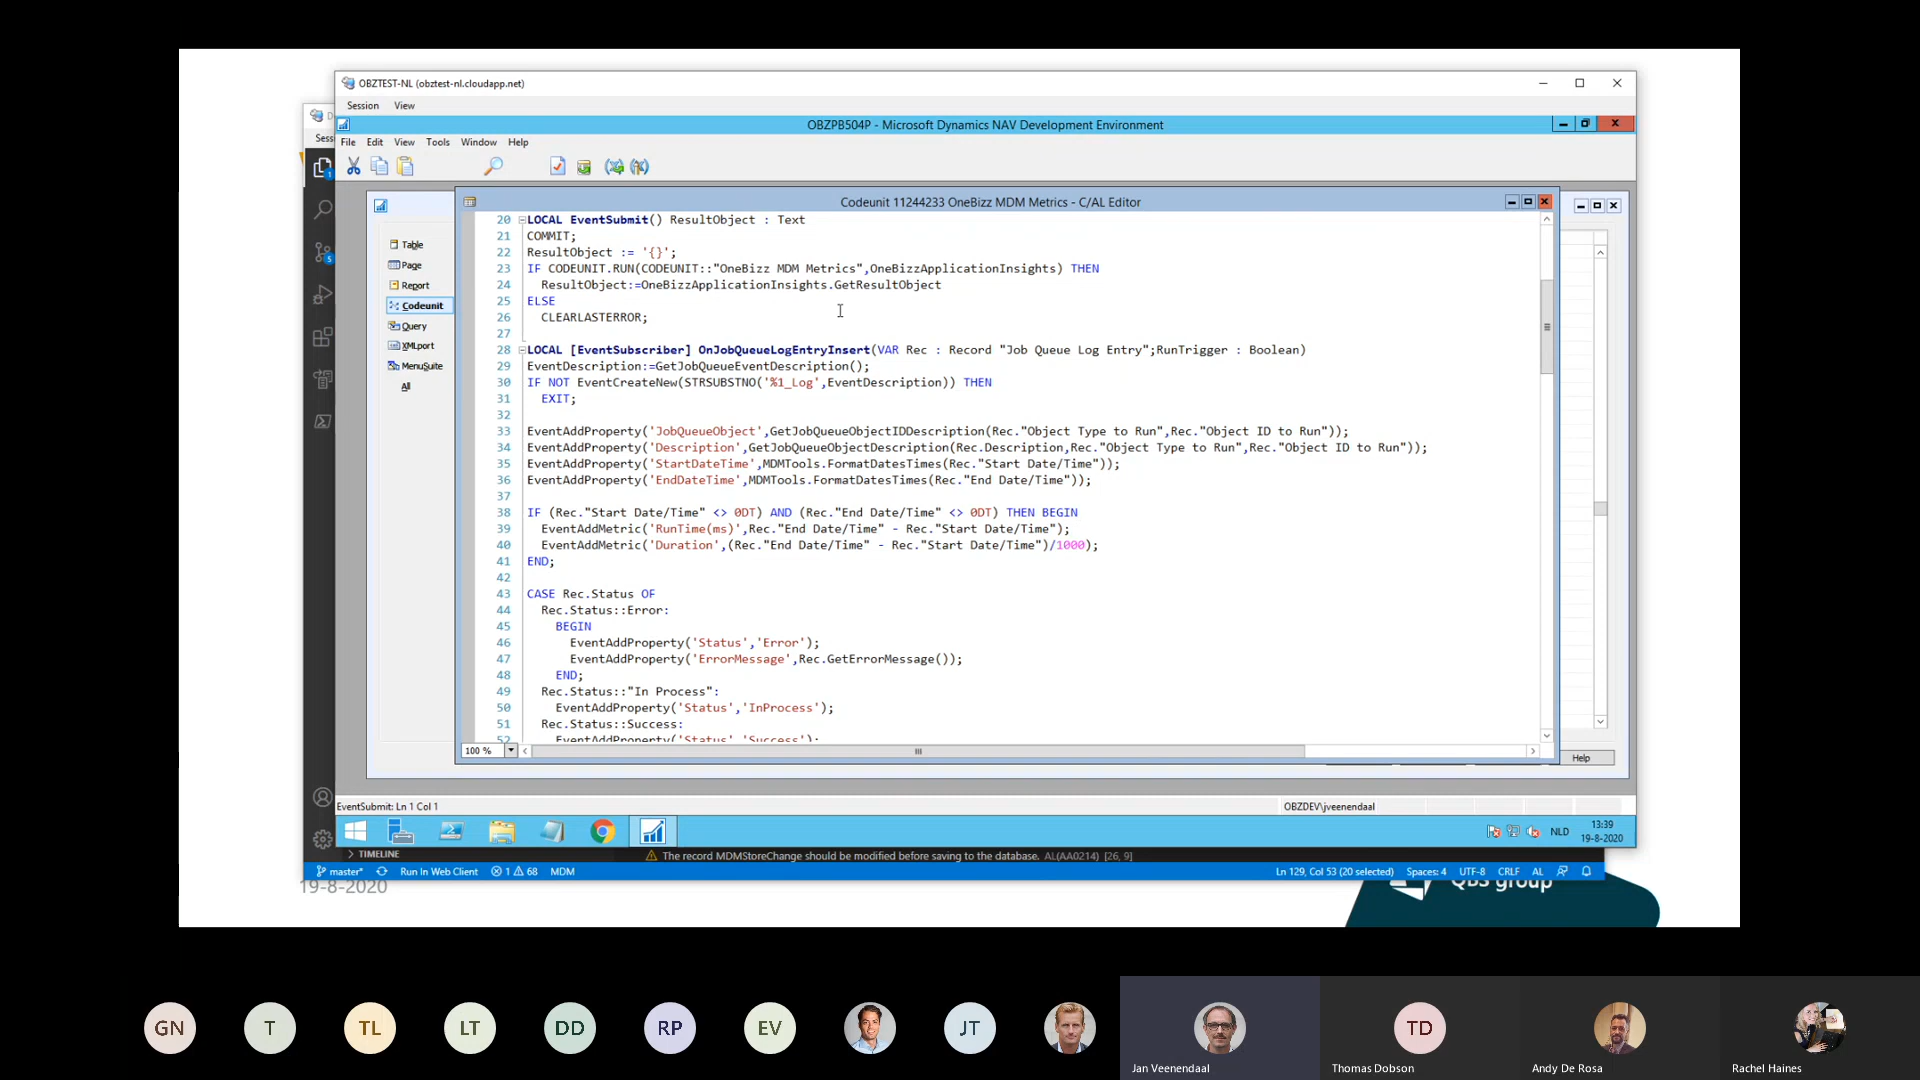 OBZTEST-NL (obztest-nl.cloudapp.net)
Session View
OBZPB504P - Microsoft Dynamics NAV Development Environment
File Edit View Tools Window Help
Sess
1
5
Codeunit 11244233 OneBizz MDM Metrics - C/AL Editor
Table
Page
Report
Codeunit
Query
XMLport
MenuSuite
All
20 LOCAL EventSubmit() ResultObject : Text
21 COMMIT;
22 ResultObject := '{}';
23 IF CODEUNIT.RUN(CODEUNIT::"OneBizz MDM Metrics",OneBizzApplicationInsights) THEN
24 ResultObject:=OneBizzApplicationInsights.GetResultObject
25 ELSE
26 CLEARLASTERROR;
27
28 LOCAL [EventSubscriber] OnJobQueueLogEntryInsert(VAR Rec : Record "Job Queue Log Entry";RunTrigger : Boolean)
29 EventDescription:=GetJobQueueEventDescription();
30 IF NOT EventCreateNew(STRSUBSTNO('%1_Log',EventDescription)) THEN
31 EXIT;
32
33 EventAddProperty('JobQueueObject',GetJobQueueObjectIDDescription(Rec."Object Type to Run",Rec."Object ID to Run"));
34 EventAddProperty('Description',GetJobQueueObjectDescription(Rec.Description,Rec."Object Type to Run",Rec."Object ID to Run"));
35 EventAddProperty('StartDateTime',MDMTools.FormatDatesTimes(Rec."Start Date/Time"));
36 EventAddProperty('EndDateTime',MDMTools.FormatDatesTimes(Rec."End Date/Time"));
37
38 IF (Rec."Start Date/Time" <> 0DT) AND (Rec."End Date/Time" <> 0DT) THEN BEGIN
39 EventAddMetric('RunTime(ms)',Rec."End Date/Time" - Rec."Start Date/Time");
40 EventAddMetric('Duration',(Rec."End Date/Time" - Rec."Start Date/Time")/1000);
41 END;
42
43 CASE Rec.Status OF
44 Rec.Status::Error:
45 BEGIN
46 EventAddProperty('Status','Error');
47 EventAddProperty('ErrorMessage',Rec.GetErrorMessage());
48 END;
49 Rec.Status::"In Process":
50 EventAddProperty('Status','InProcess');
51 Rec.Status::Success:
52 EventAddProperty('Status','Success');
100 %
Help
EventSubmit: Ln 1 Col 1 OBZDEV\jveenendaal
NLD
13:39
19-8-2020
TIMELINE
The record MDMStoreChange should be modified before saving to the database. AL(AA0214) [26, 9]
master* Run In Web Client 1 68 MDM Ln 129, Col 53 (20 selected) Spaces: 4 UTF-8 CRLF AL
19-8-2020
QBS group
GN T TL LT DD RP EV JT TD
Jan Veenendaal Thomas Dobson Andy De Rosa Rachel Haines